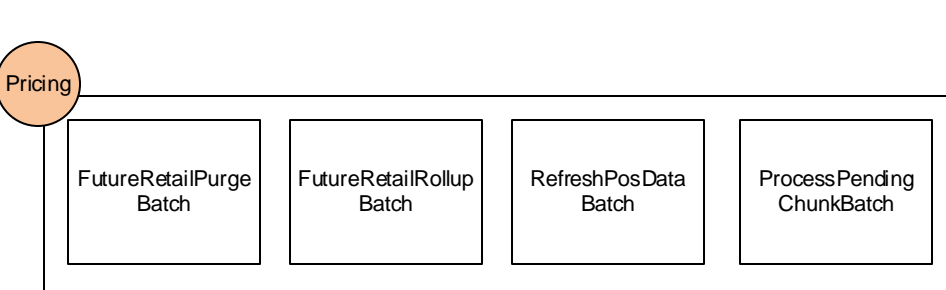 Pricing
FutureRetailPurge
Batch
FutureRetailRollup
Batch
RefreshPosData
Batch
ProcessPending
ChunkBatch